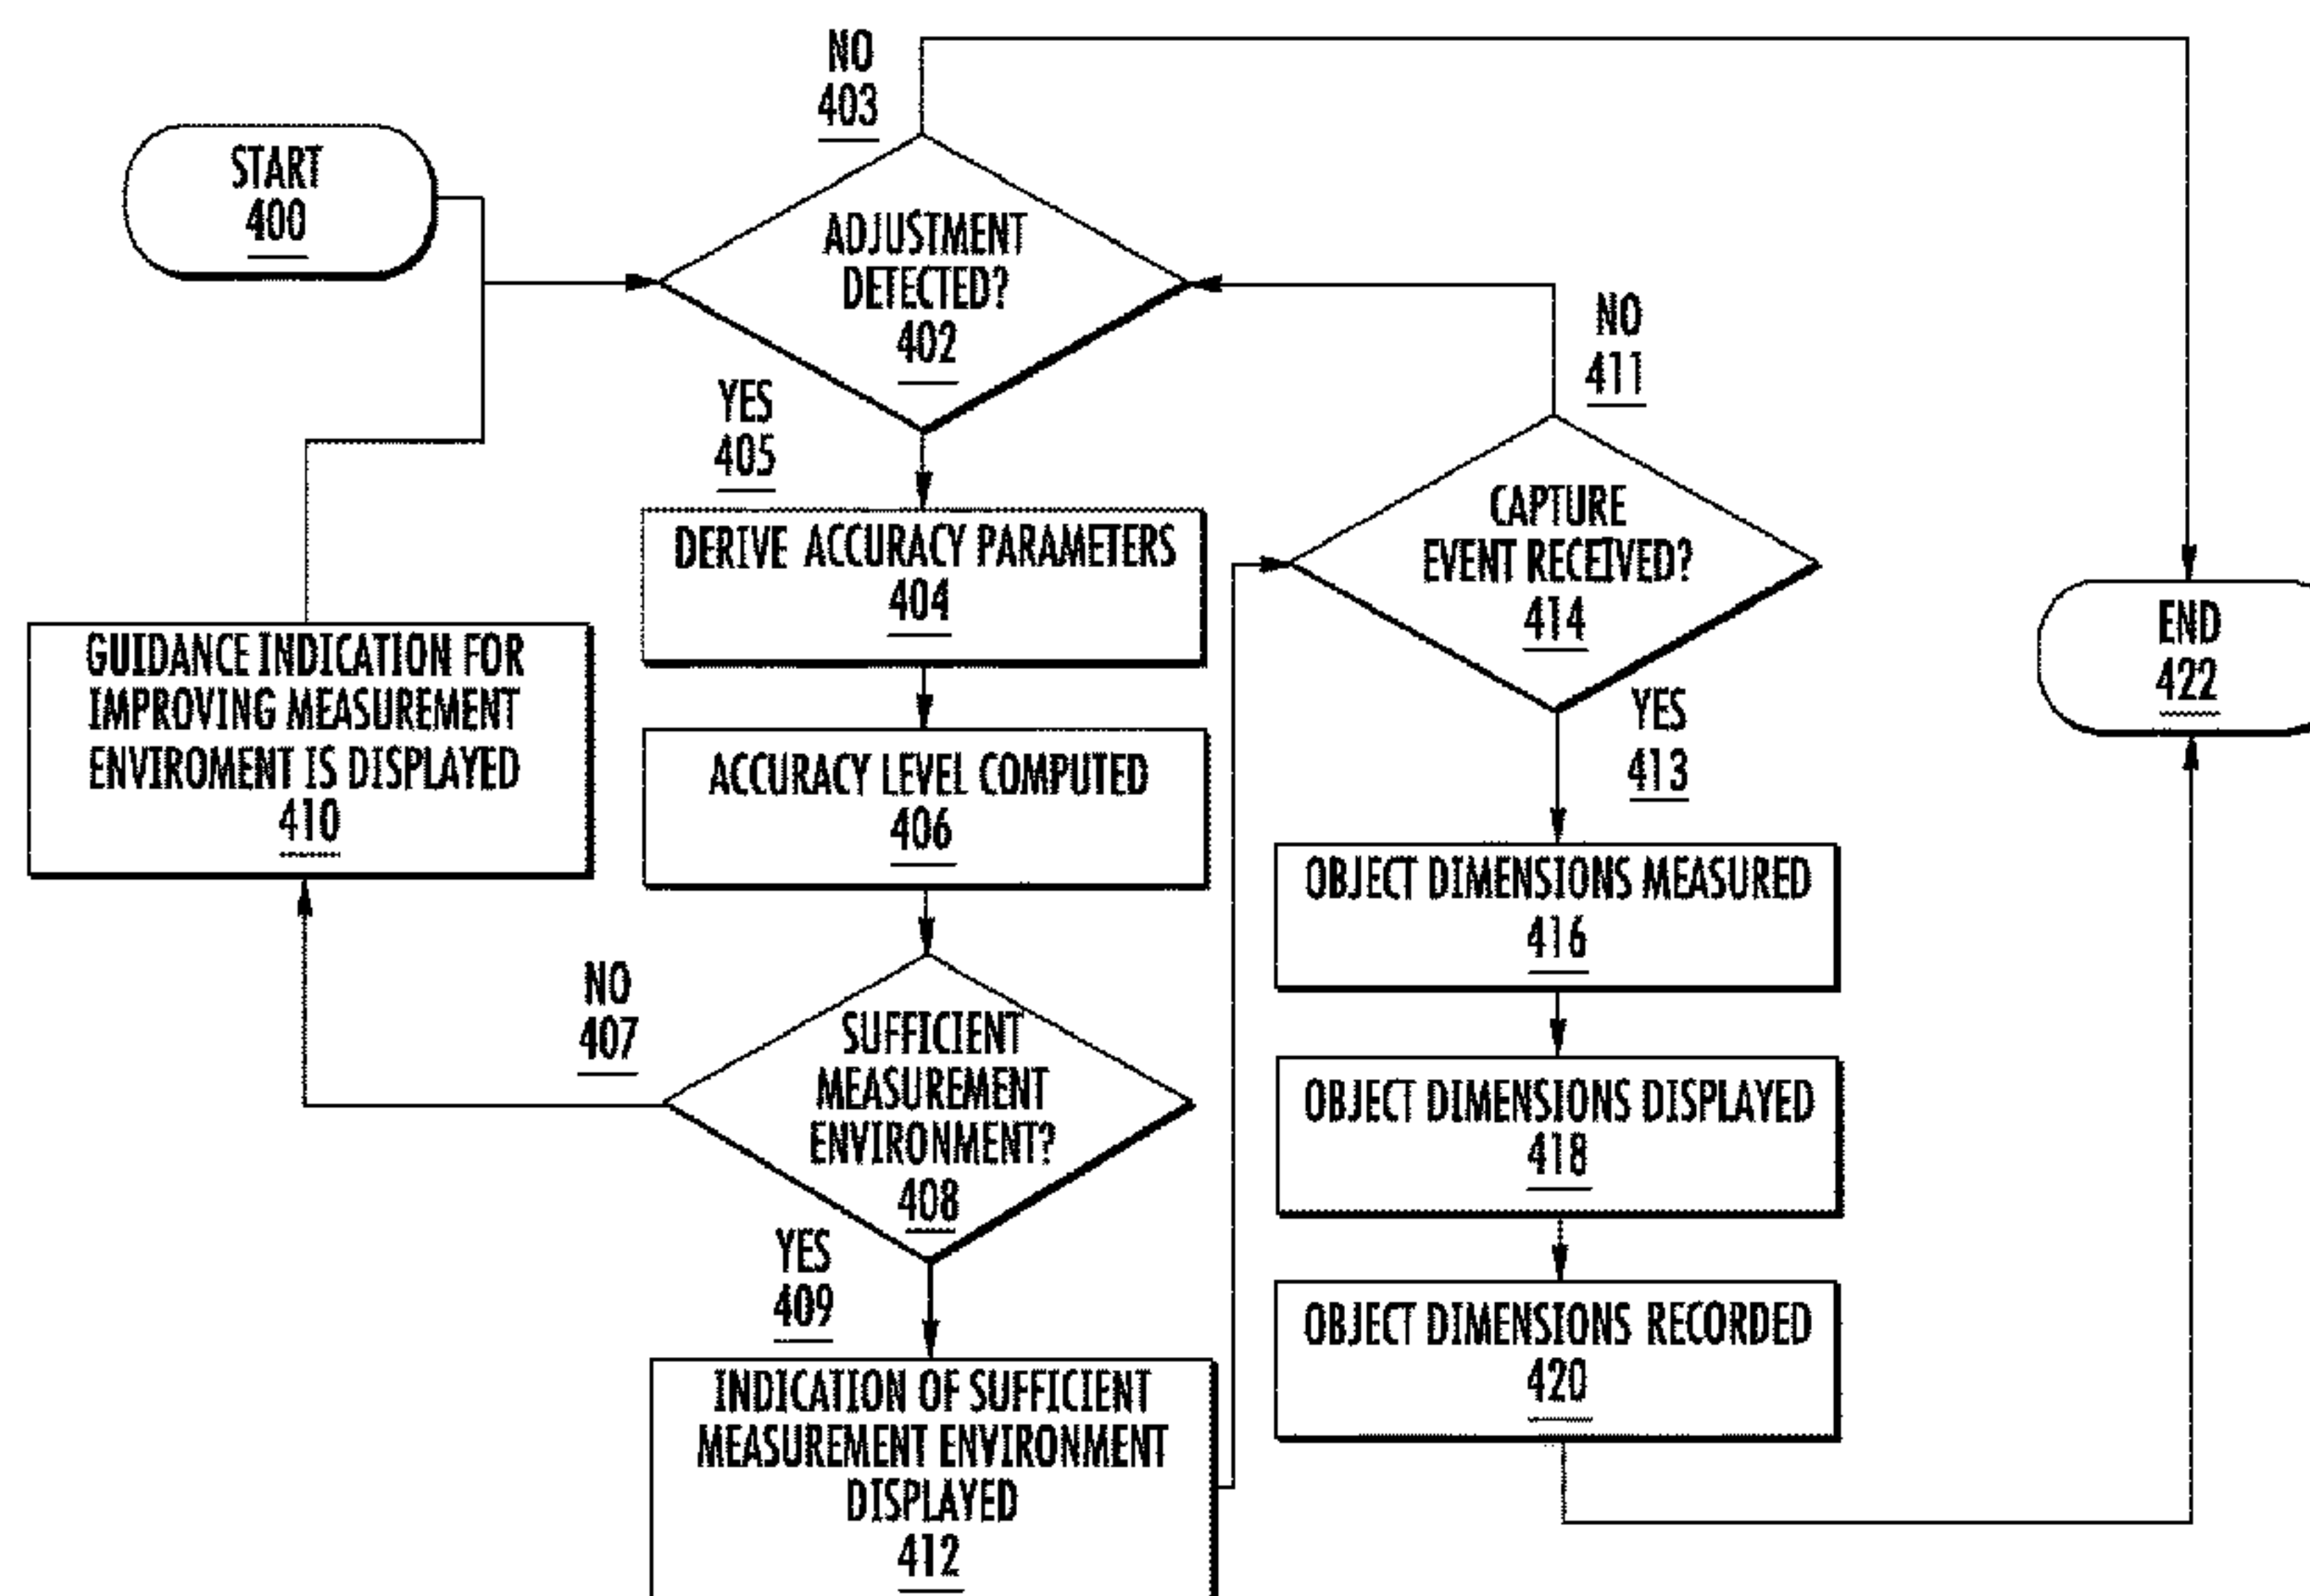 START
400
NO
403
ADJUSTMENT
DETECTED?
402
YES
405
DERIVE ACCURACY PARAMETERS
404
ACCURACY LEVEL COMPUTED
406
SUFFICIENT
MEASUREMENT
ENVIRONMENT?
408
NO
407
GUIDANCE INDICATION FOR
IMPROVING MEASUREMENT
ENVIROMENT IS DISPLAYED
410
YES
409
INDICATION OF SUFFICIENT
MEASUREMENT ENVIRONMENT
DISPLAYED
412
CAPTURE
EVENT RECEIVED?
414
NO
411
YES
413
OBJECT DIMENSIONS MEASURED
416
OBJECT DIMENSIONS DISPLAYED
418
OBJECT DIMENSIONS RECORDED
420
END
422